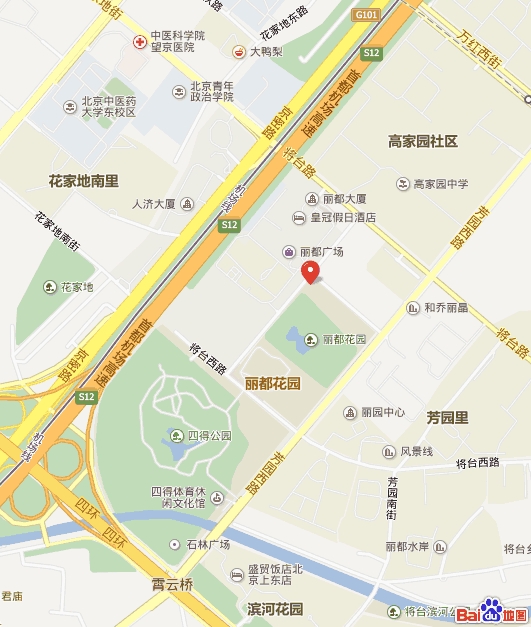 花家地街
中医科学院
望京医院
花家地东路
G101
万红西街
大鸭梨
S12
北京中医药
大学东校区
北京青年
政治学院
京密路
首都机场高速
将台路
高家园社区
花家地南里
机场线
丽都大厦
高家园中学
人济大厦
皇冠假日酒店
芳园西路
S12
花家地南街
丽都广场
花家地
和乔丽晶
首都机场高速
丽都花园
将台路
京密路
将台西路
丽都花园
S12
丽园中心
芳园里
四得公园
机场线
风景线
芳园西路
将台西路
四得体育休
闲文化馆
芳园南街
四环
四环
石林广场
丽都水岸
将台乡
霄云桥
盛贸饭店北
京上东店
君庙
滨河花园
将台滨河公
Bai du 地图